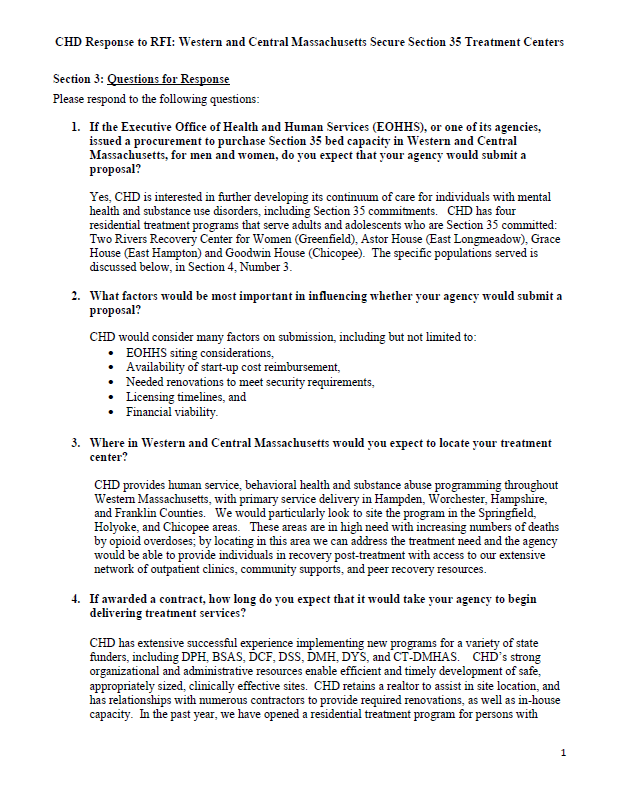 CHD Response to RFI: Western and Central Massachusetts Secure Section 35 Treatment Centers
Section 3: Questions for Response
Please respond to the following questions:
1. If the Executive Office of Health and Human Services (EOHHS), or one of its agencies,
issued a procurement to purchase Section 35 bed capacity in Western and Central
Massachusetts, for men and women, do you expect that your agency would submit a
proposal?
Yes, CHD is interested in further developing its continuum of care for individuals with mental
health and substance use disorders, including Section 35 commitments. CHD has four
residential treatment programs that serve adults and adolescents who are Section 35 committed:
Two Rivers Recovery Center for Women (Greenfield), Astor House (East Longmeadow), Grace
House (East Hampton) and Goodwin House (Chicopee). The specific populations served is
discussed below, in Section 4, Number 3.
2. What factors would be most important in influencing whether your agency would submit a
proposal?
CHD would consider many factors on submission, including but not limited to:
• EOHHS siting considerations,
• Availability of start-up cost reimbursement,
• Needed renovations to meet security requirements,
• Licensing timelines, and
• Financial viability.
3. Where in Western and Central Massachusetts would you expect to locate your treatment
center?
CHD provides human service, behavioral health and substance abuse programming throughout
Western Massachusetts, with primary service delivery in Hampden, Worchester, Hampshire,
and Franklin Counties. We would particularly look to site the program in the Springfield,
Holyoke, and Chicopee areas. These areas are in high need with increasing numbers of deaths
by opioid overdoses; by locating in this area we can address the treatment need and the agency
would be able to provide individuals in recovery post-treatment with access to our extensive
network of outpatient clinics, community supports, and peer recovery resources.
4. If awarded a contract, how long do you expect that it would take your agency to begin
delivering treatment services?
CHD has extensive successful experience implementing new programs for a variety of state
funders, including DPH, BSAS, DCF, DSS, DMH, DYS, and CT-DMHAS. CHD's strong
organizational and administrative resources enable efficient and timely development of safe,
appropriately sized, clinically effective sites. CHD retains a realtor to assist in site location, and
has relationships with numerous contractors to provide required renovations, as well as in-house
capacity. In the past year, we have opened a residential treatment program for persons with
1